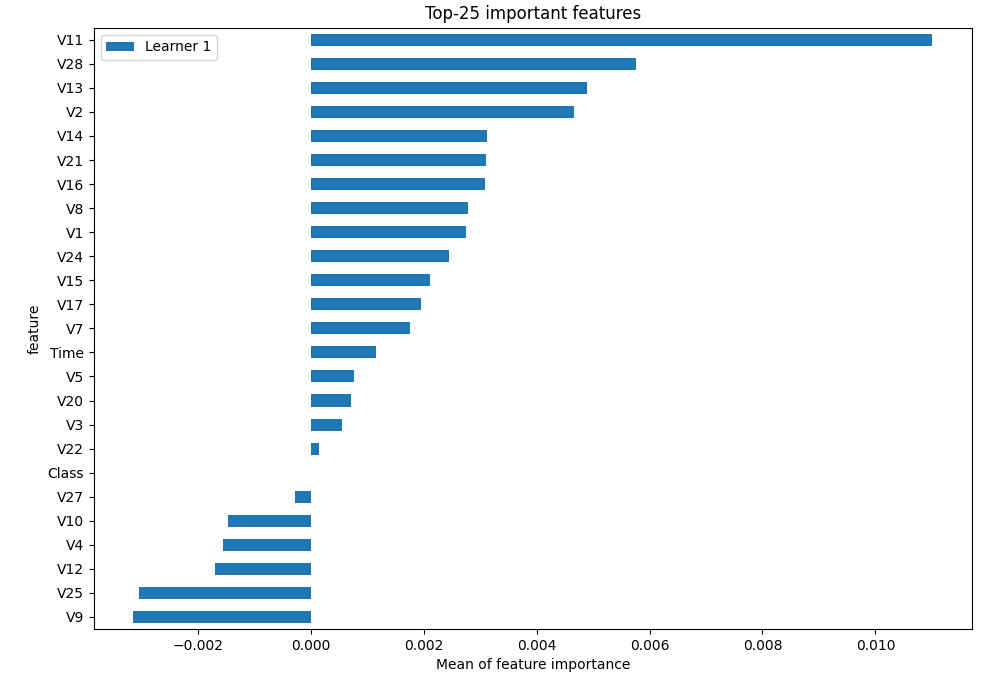 Top-25 important features
Learner 1
V11
V28
V13
V2
V14
V21
V16
V8
V1
V24
V15
V17
V7
Time
V5
V20
V3
V22
Class
V27
V10
V4
V12
V25
V9
feature
−0.002 0.000 0.002 0.004 0.006 0.008 0.010
Mean of feature importance